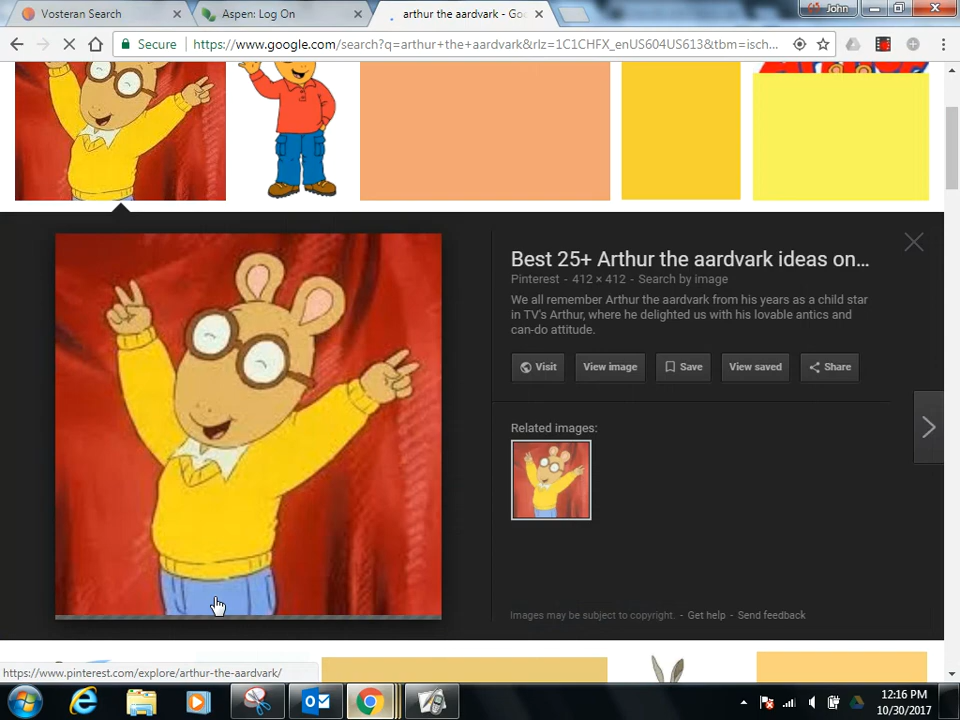 Vosteran Search
Aspen: Log On
arthur the aardvark - Goo
John
Secure
https://www.google.com/search?q=arthur+the+aardvark&rlz=1C1CHFX_enUS604US613&tbm=isch...
Best 25+ Arthur the aardvark ideas on...
Pinterest - 412 × 412 - Search by image
We all remember Arthur the aardvark from his years as a child star
in TV's Arthur, where he delighted us with his lovable antics and
can-do attitude.
Visit
View image
Save
View saved
Share
Related images:
Images may be subject to copyright. - Get help - Send feedback
https://www.pinterest.com/explore/arthur-the-aardvark/
12:16 PM
10/30/2017